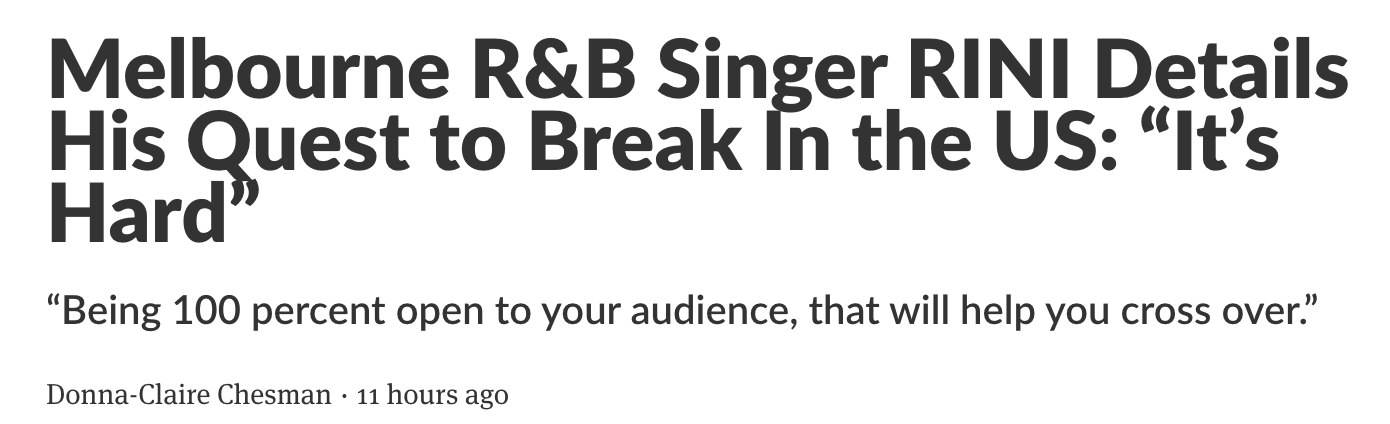 Melbourne R&B Singer RINI Details
His Quest to Break In the US: “It’s
Hard”
“Being 100 percent open to your audience, that will help you cross over.”
Donna-Claire Chesman · 11 hours ago